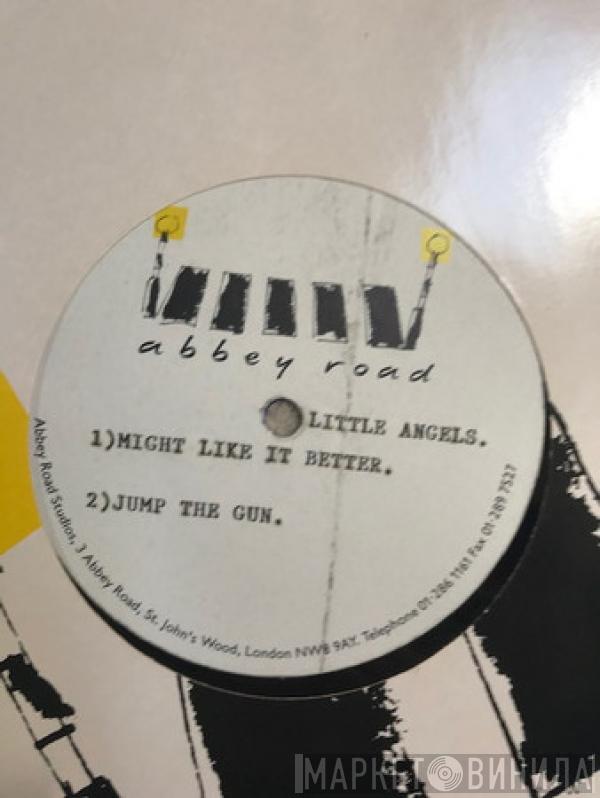 abbey road
LITTLE ANGELS.
1)MIGHT LIKE IT BETTER.
2)JUMP THE GUN.
Abbey Road Studios, 3 Abbey Road, St. John's Wood, London NW8 9AY. Telephone 01-286 1161 Fax 01-289 7527
МАРКЕТ ВИНИЛА